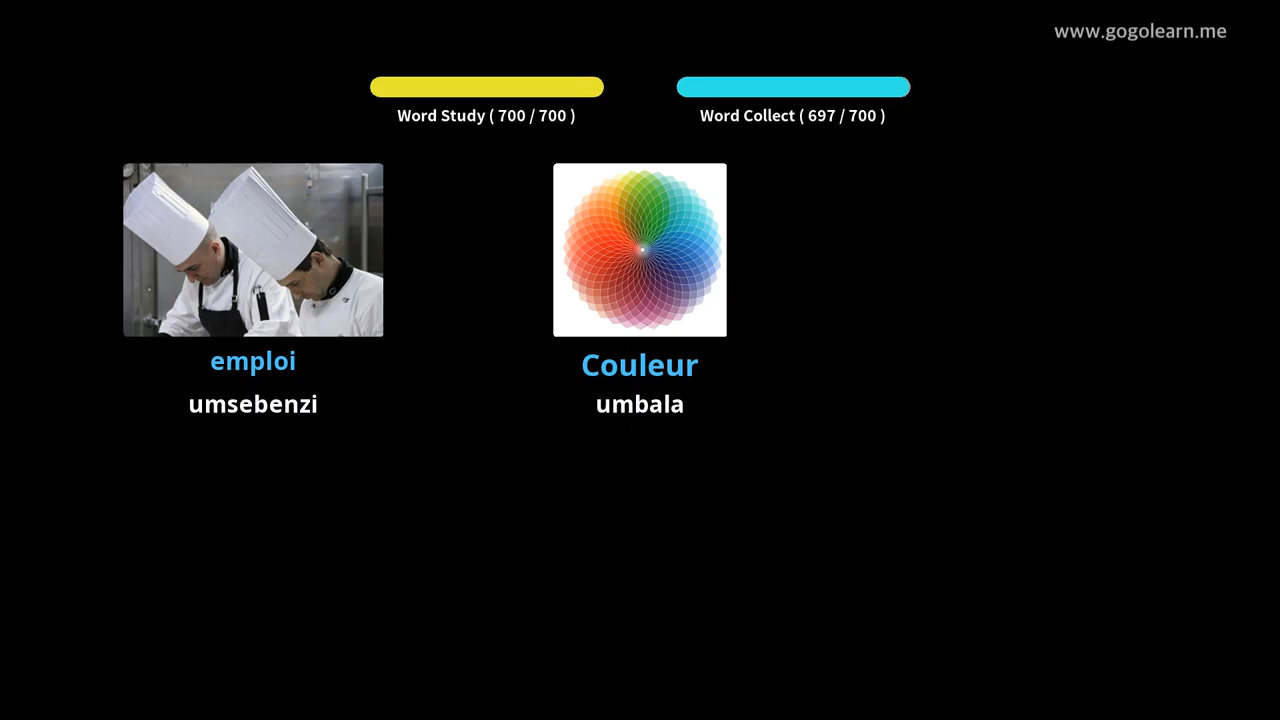 www.gogolearn.me
Word Study ( 700 / 700 )
Word Collect ( 697 / 700 )
emploi
umsebenzi
Couleur
umbala